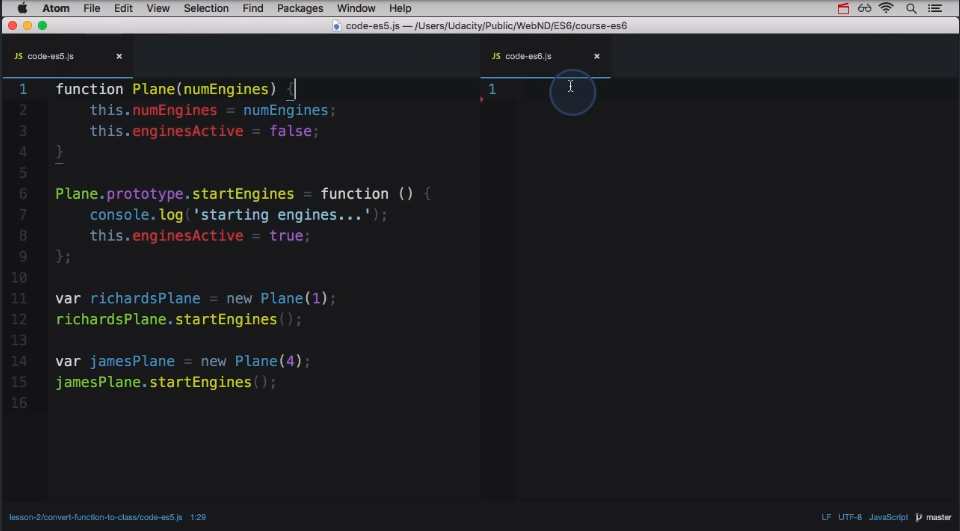 Atom File Edit View Selection Find Packages Window Help
code-es5.js — /Users/Udacity/Public/WebND/ES6/course-es6
JS code-es5.js ×
JS code-es6.js ×
1 function Plane(numEngines) {
2 this.numEngines = numEngines;
3 this.enginesActive = false;
4 }
5
6 Plane.prototype.startEngines = function () {
7 console.log('starting engines...');
8 this.enginesActive = true;
9 };
10
11 var richardsPlane = new Plane(1);
12 richardsPlane.startEngines();
13
14 var jamesPlane = new Plane(4);
15 jamesPlane.startEngines();
16
1
lesson-2/convert-function-to-class/code-es5.js 1:29
LF UTF-8 JavaScript master